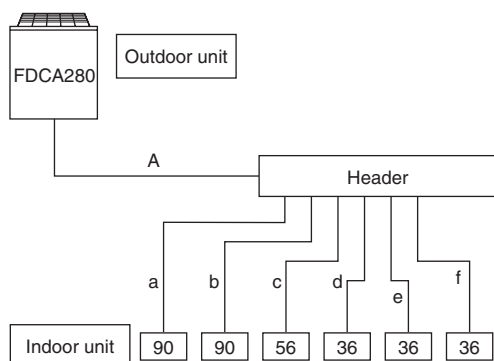 FDCA280
Outdoor unit
A
Header
a
b
c
d
e
f
Indoor unit
90
90
56
36
36
36